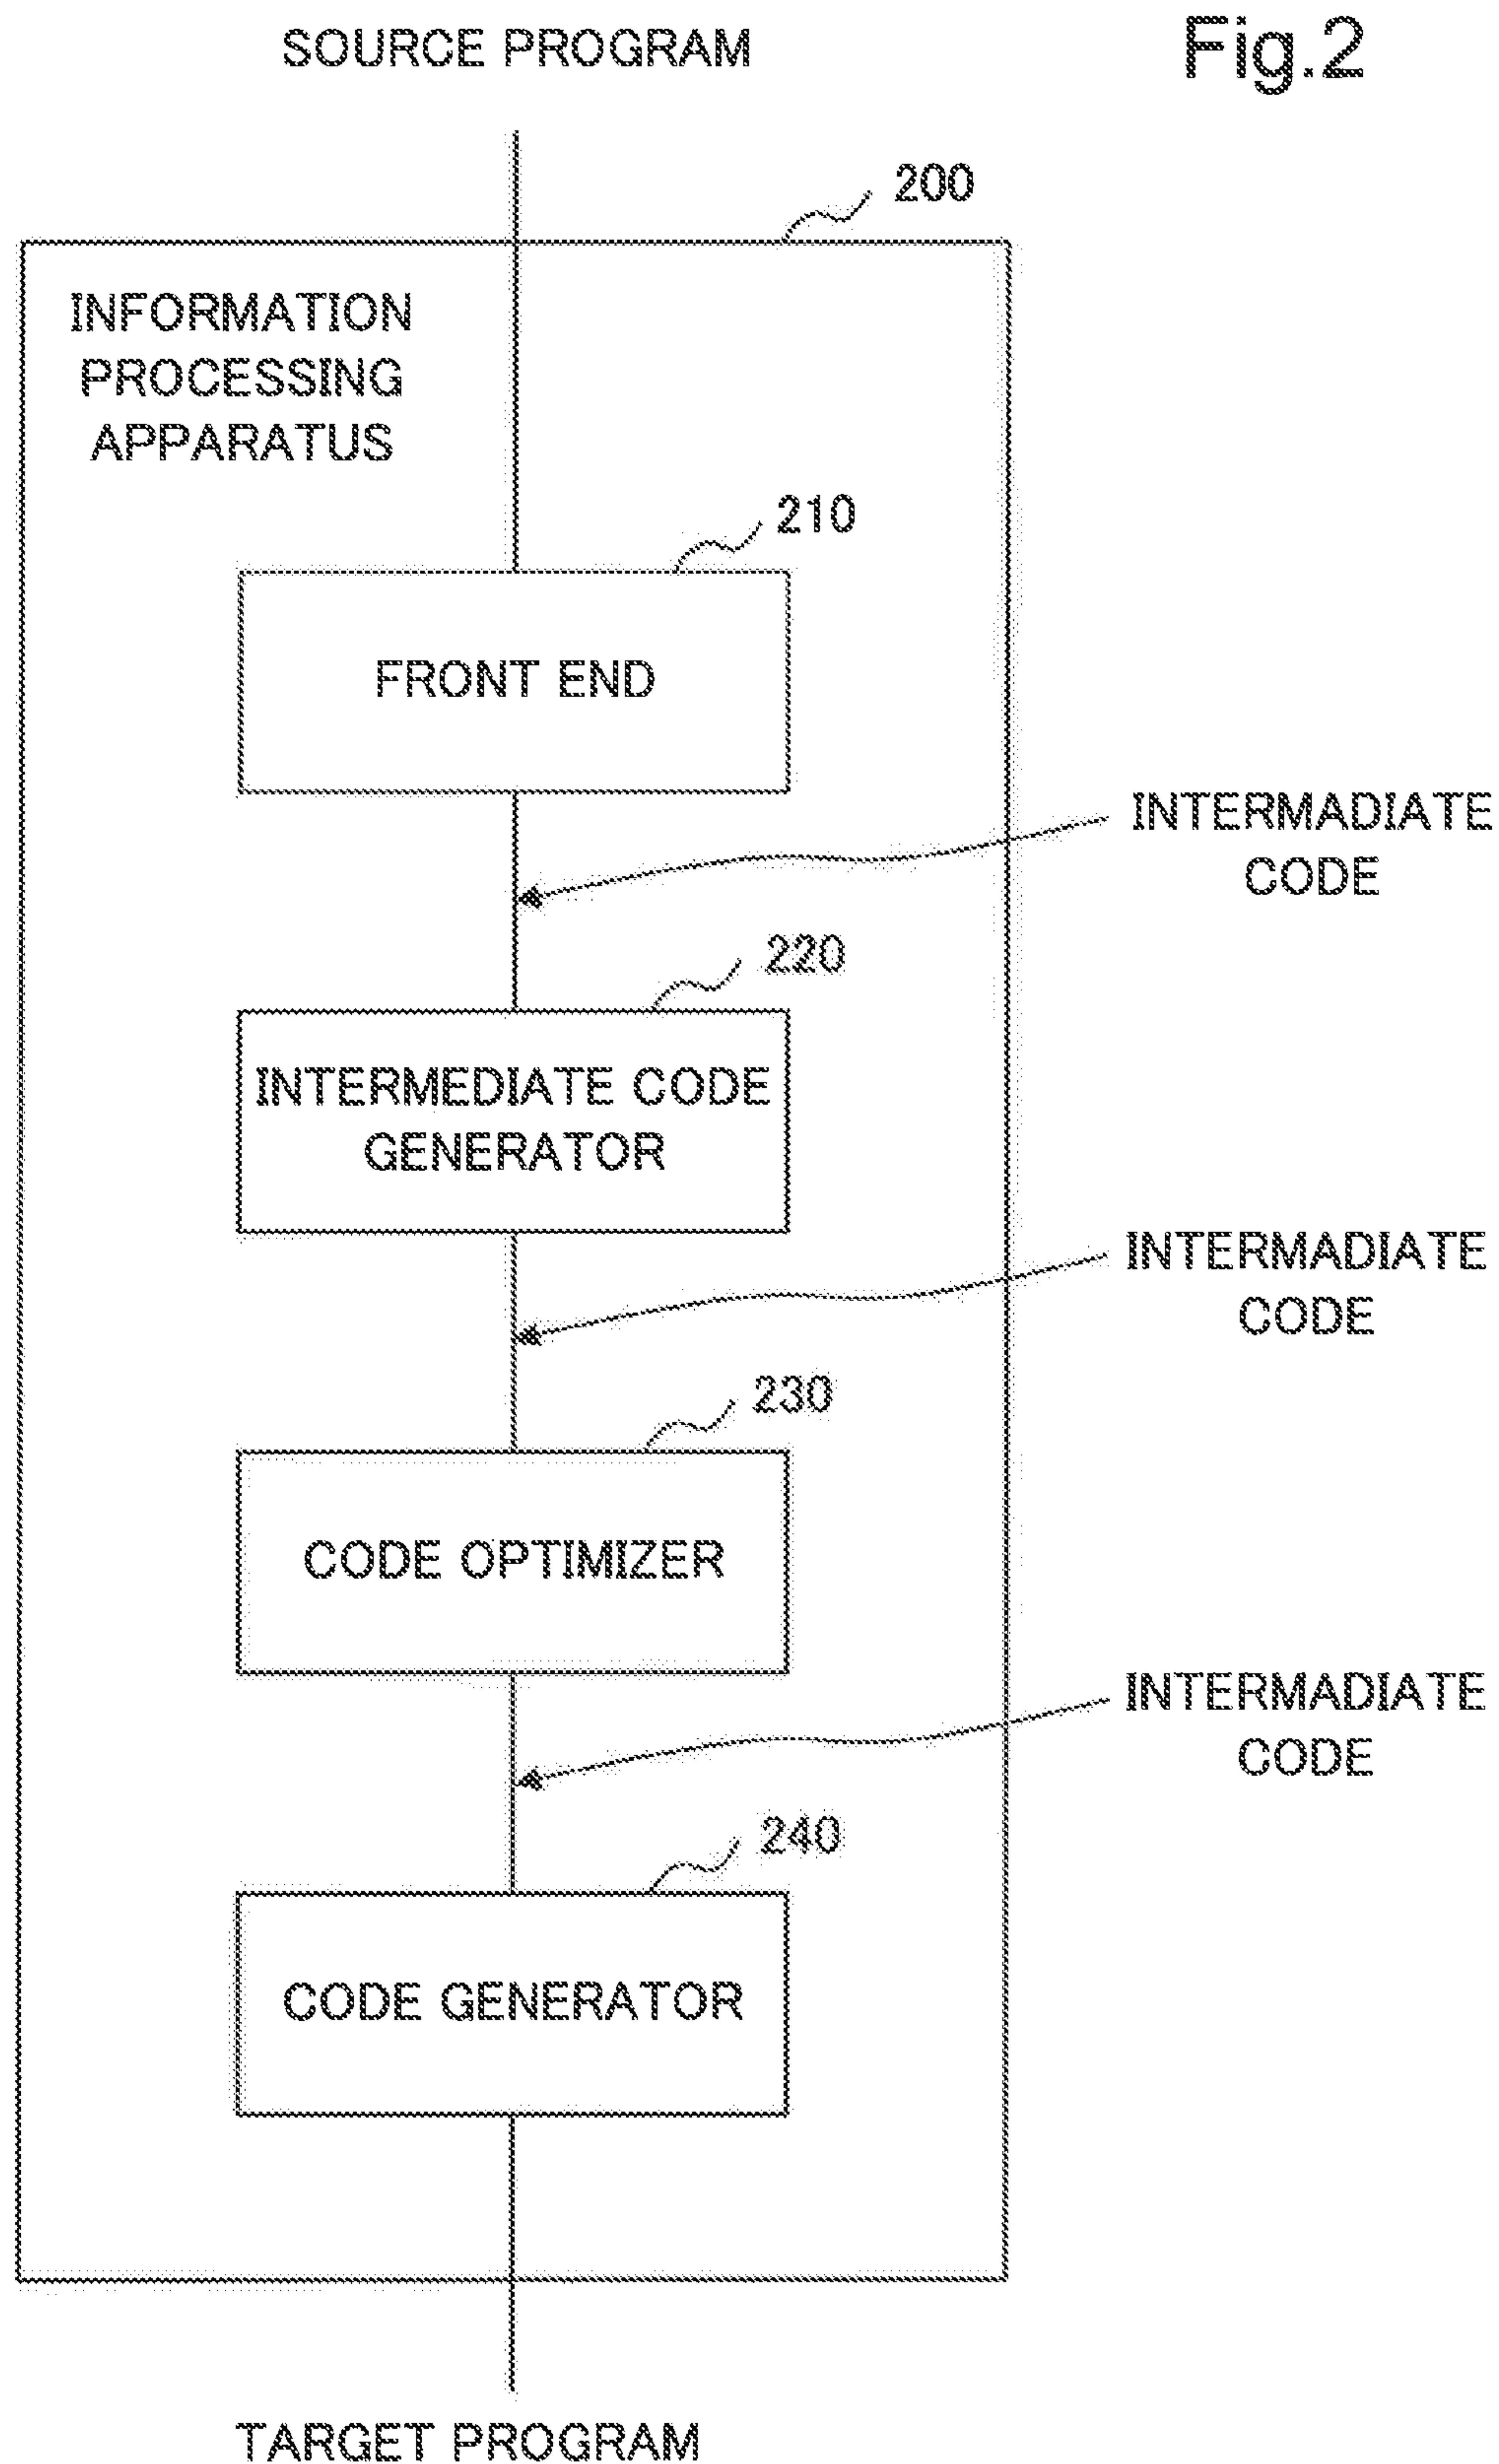 SOURCE PROGRAM
Fig.2
200
INFORMATION
PROCESSING
APPARATUS
210
FRONT END
INTERMADIATE
CODE
220
INTERMEDIATE CODE
GENERATOR
INTERMADIATE
CODE
230
CODE OPTIMIZER
INTERMADIATE
CODE
240
CODE GENERATOR
TARGET PROGRAM